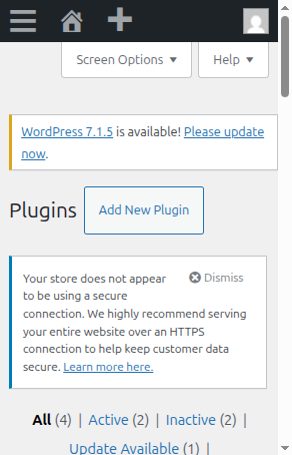 Screen Options ▼ Help ▼
WordPress 7.1.5 is available! Please update
now.
Plugins Add New Plugin
Your store does not appear Dismiss
to be using a secure
connection. We highly recommend serving
your entire website over an HTTPS
connection to help keep customer data
secure. Learn more here.
All (4) | Active (2) | Inactive (2) |
Update Available (1) |